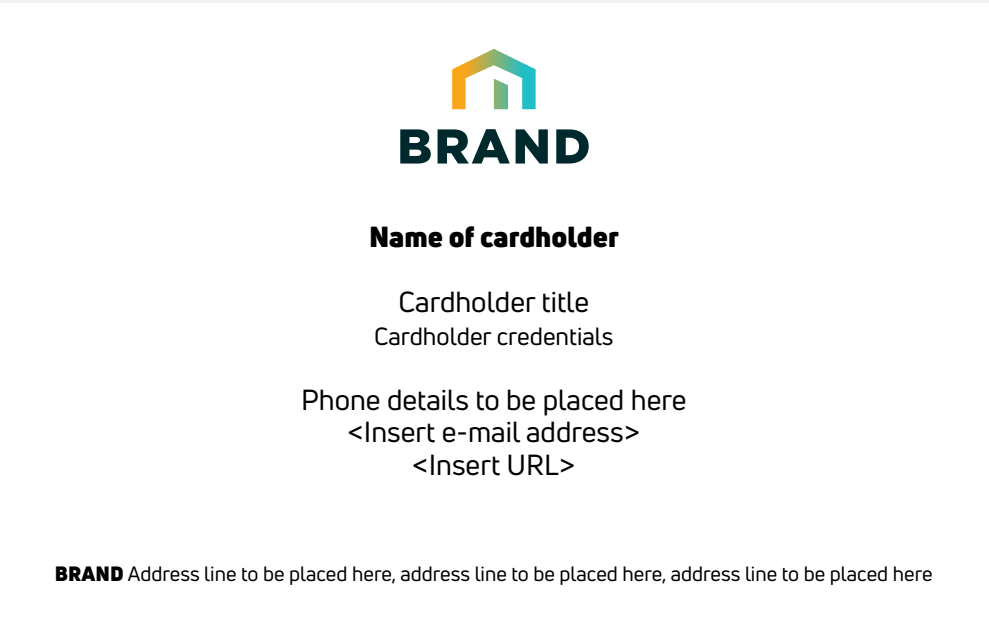 BRAND
Name of cardholder
Cardholder title
Cardholder credentials
Phone details to be placed here
<Insert e-mail address>
<Insert URL>
BRAND Address line to be placed here, address line to be placed here, address line to be placed here